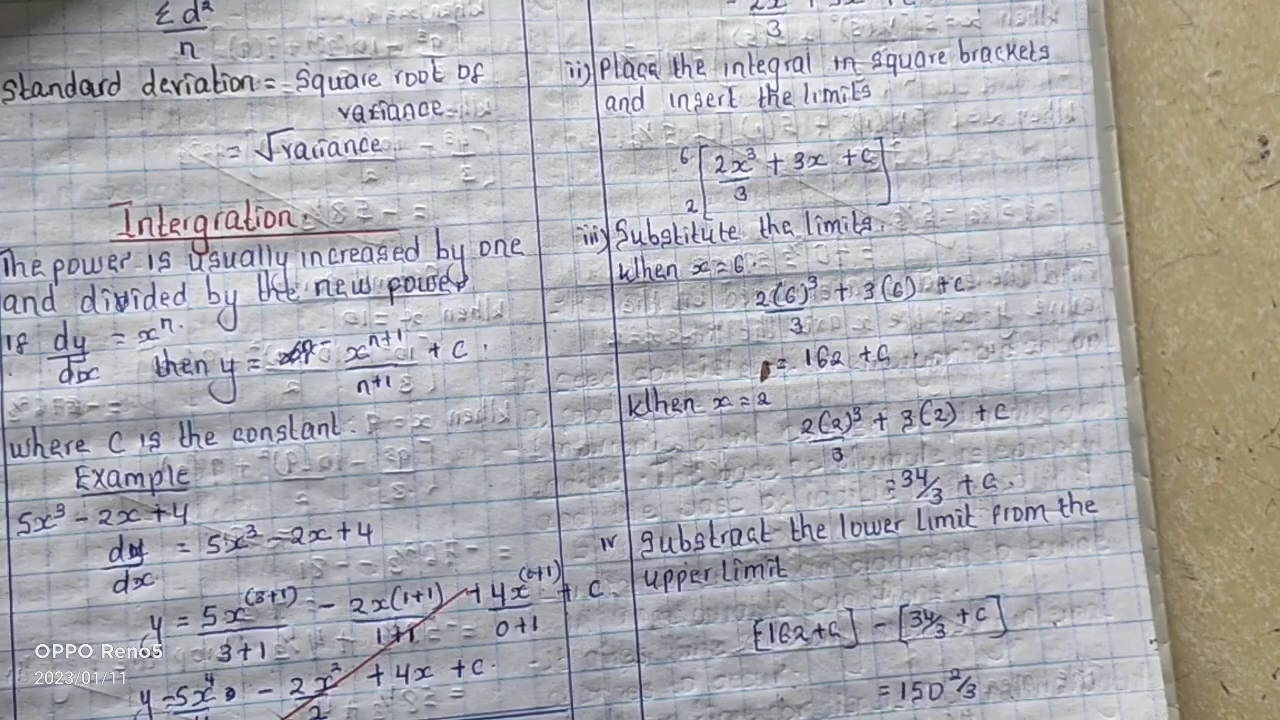 Σd²
n
standard deviation = square root of
variance
= √variance
Intergration
The power is usually increased by one
and divided by the new power
If dy/dx = xⁿ
then y = xⁿ⁺¹/n+1 + c
where C is the constant.
Example
5x³ - 2x + 4
dy/dx = 5x³ - 2x + 4
y = 5x⁽³⁺¹⁾/3+1 - 2x(1+1)/1+1 + 4x⁽⁰⁺¹⁾/0+1 + c
y = 5x⁴ - 2x²/2 + 4x + c
3
ii) Place the integral in square brackets
and insert the limits
6 2 [2x³/3 + 3x + c]
iii) Substitute the limits.
When x = 6
2(6)³/3 + 3(6) + c
= 162 + c
When x = 2
2(2)³/3 + 3(2) + c
= 34/3 + c.
iv Substract the lower limit from the
upper limit
[162+c] - [34/3 + c]
= 150 2/3
OPPO Reno5
2023/01/11